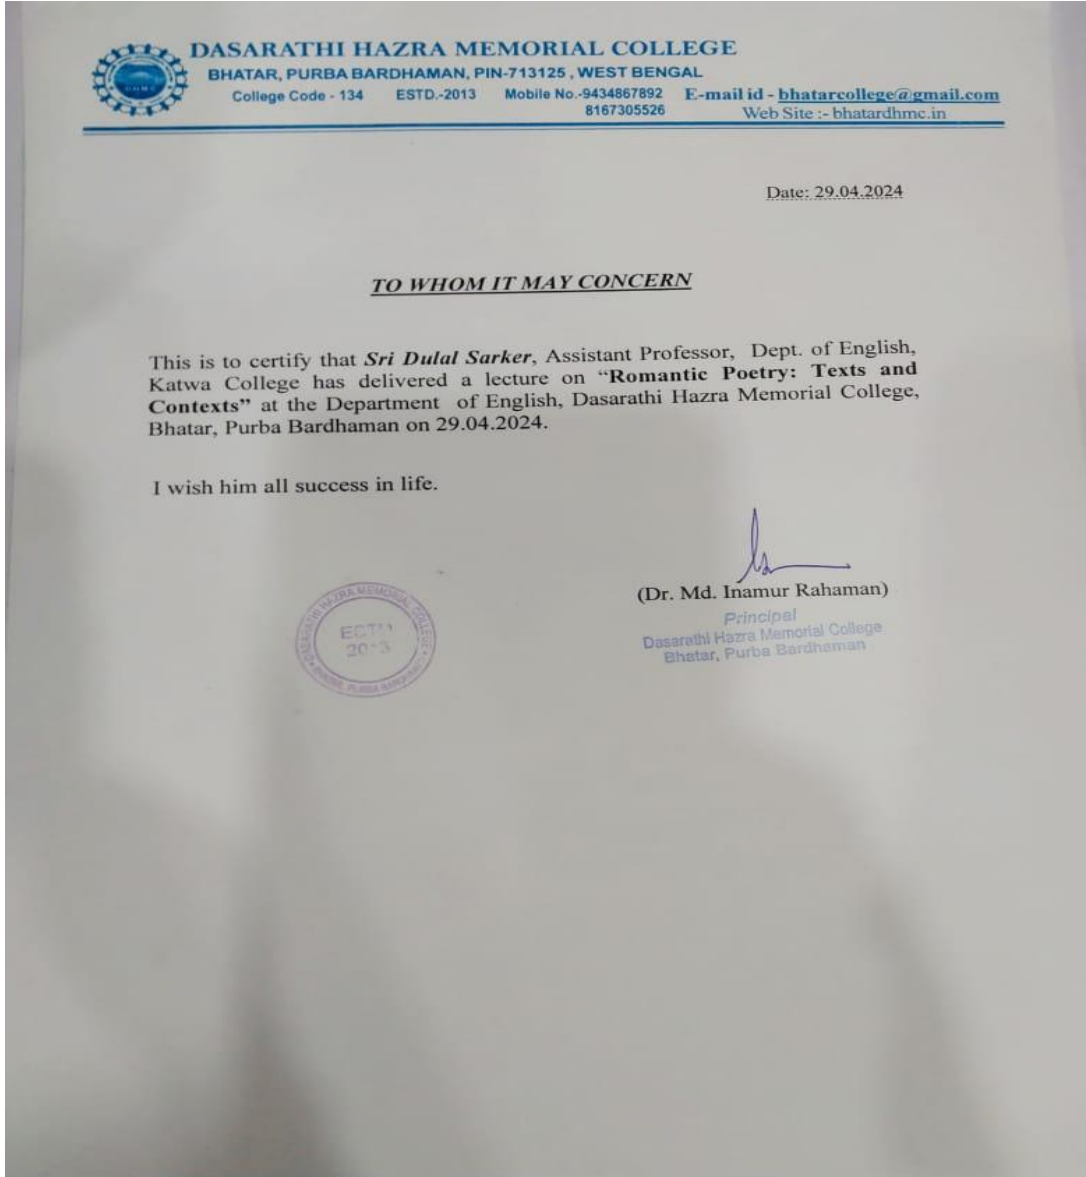 DASARATHI HAZRA MEMORIAL COLLEGE
BHATAR, PURBA BARDHAMAN, PIN-713125 , WEST BENGAL
College Code - 134 ESTD.-2013 Mobile No.-9434867892 E-mail id - bhatarcollege@gmail.com
8167305526 Web Site :- bhatardhmc.in
Date: 29.04.2024
TO WHOM IT MAY CONCERN
This is to certify that Sri Dulal Sarker, Assistant Professor, Dept. of English,
Katwa College has delivered a lecture on “Romantic Poetry: Texts and
Contexts” at the Department of English, Dasarathi Hazra Memorial College,
Bhatar, Purba Bardhaman on 29.04.2024.
I wish him all success in life.
(Dr. Md. Inamur Rahaman)
Principal
Dasarathi Hazra Memorial College
Bhatar, Purba Bardhaman
DASARATHI HAZRA MEMORIAL COLLEGE
2013